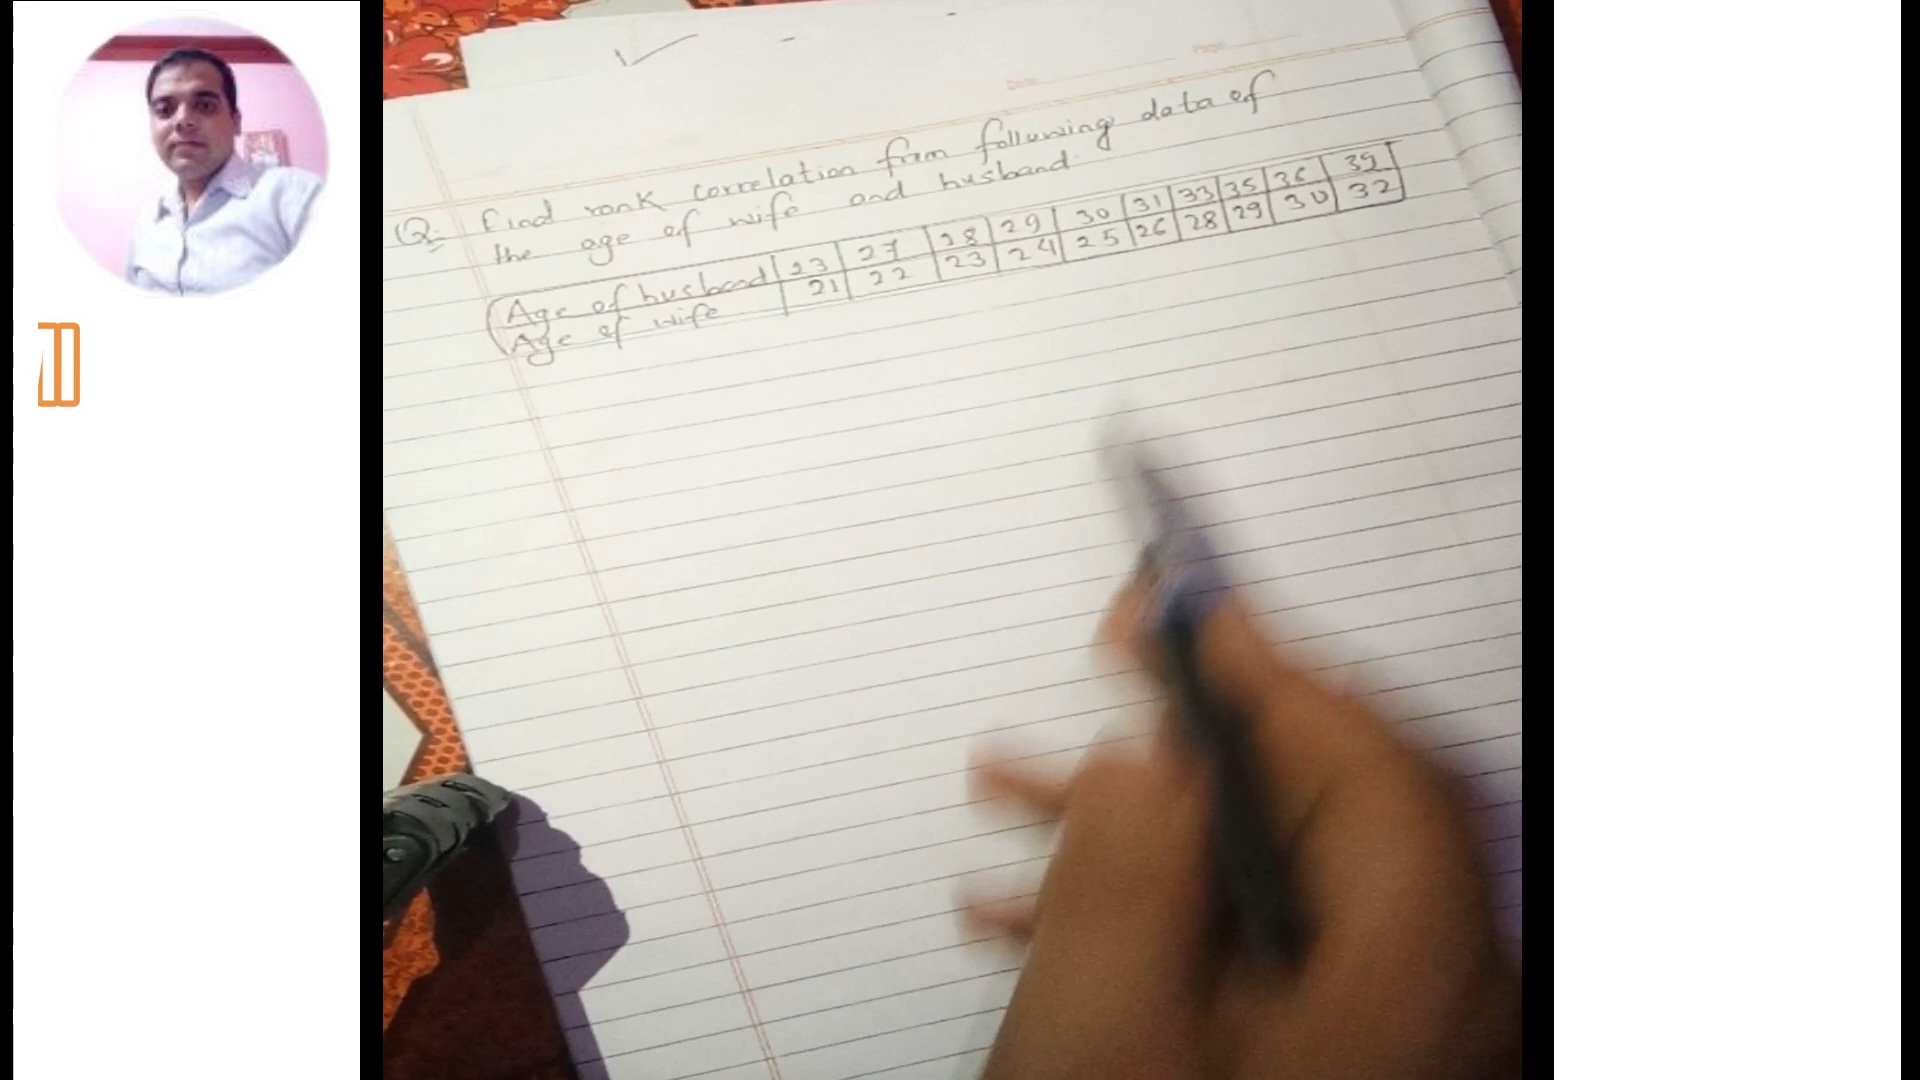 Page:
Date:
Q:- Find rank correlation from following data of
the age of wife and husband.
Age of husband 23 27 28 29 30 31 33 35 36 39
Age of wife 21 22 23 24 25 26 28 29 30 32